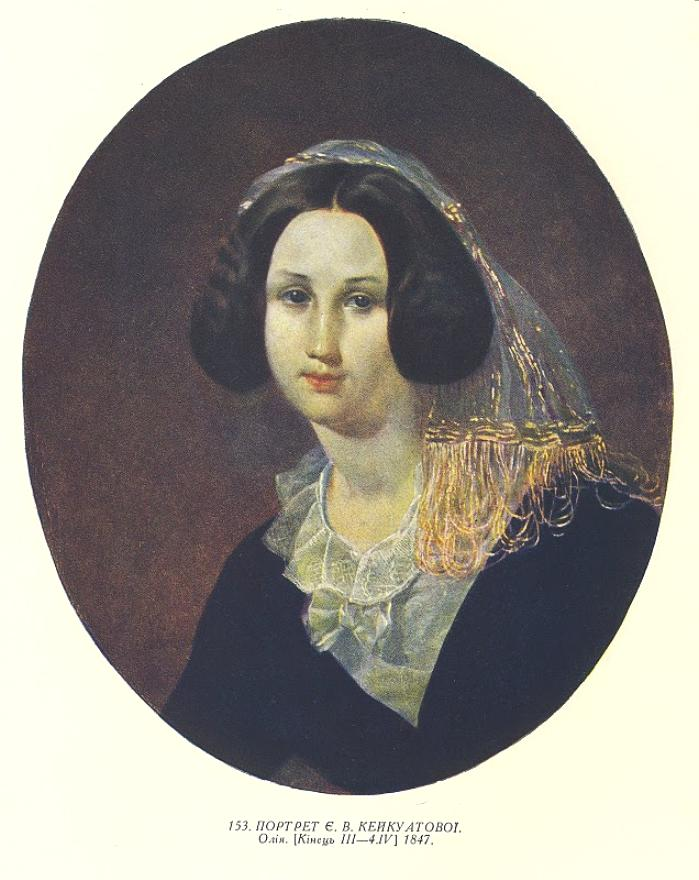 153. ПОРТРЕТ Є. В. КЕЙКУАТОВОЇ.
Олія. [Кінець III—4.IV] 1847.